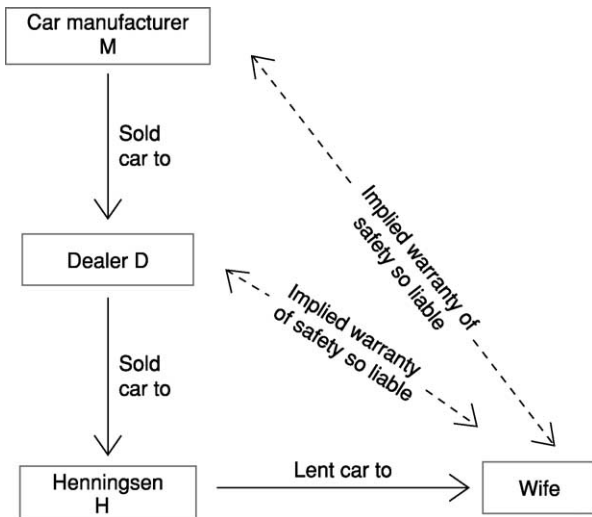 Car manufacturer
M
Sold
car to
Implied warranty of
safety so liable
Dealer D
Implied warranty
of safety so liable
Sold
car to
Henningsen
H
Lent car to
Wife